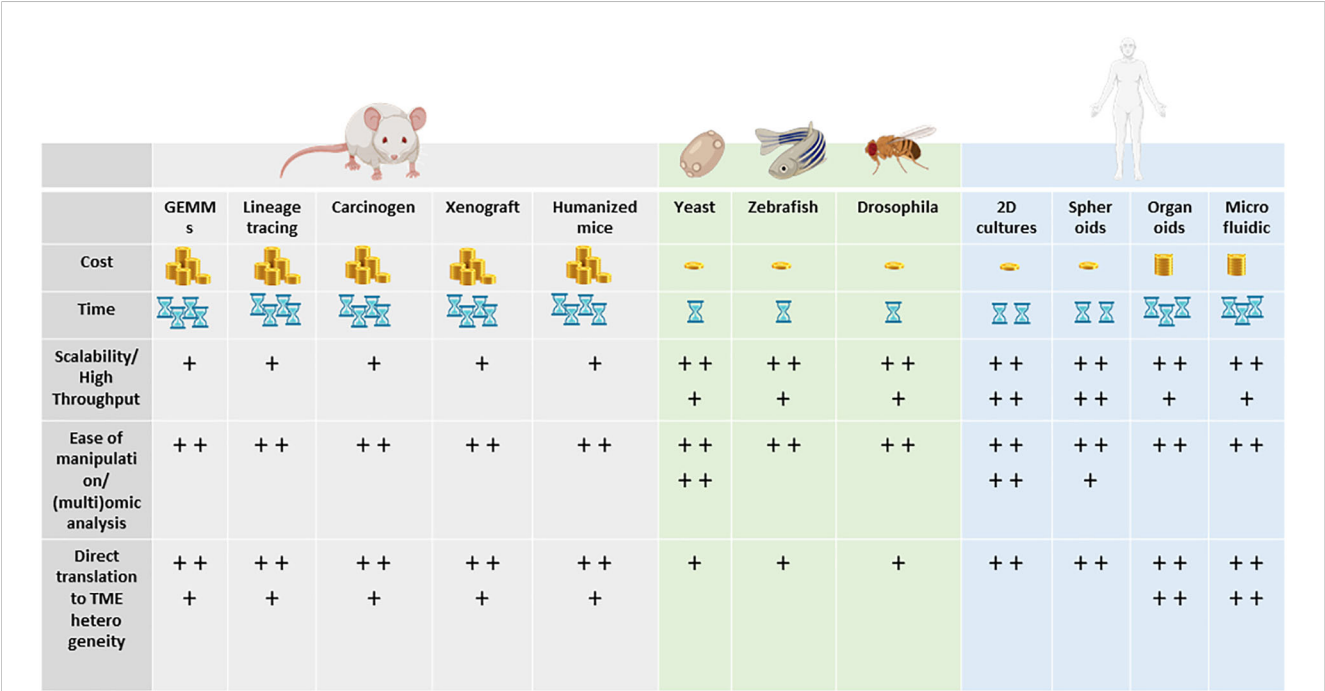 GEMM Lineage Carcinogen Xenograft Humanized Yeast Zebrafish Drosophila 2D Spher Organ Micro
s tracing mice cultures oids oids fluidic
Cost
Time
Scalability/ + + + + + + + + + + + + + + + + + + + +
High
Throughput + + + + + + + + +
Ease of + + + + + + + + + + + + + + + + + + + + + + + +
manipulati
on/ + + + + +
(multi)omic
analysis
Direct + + + + + + + + + + + + + + + + + + + + +
translation
to TME + + + + + + + + +
hetero
geneity